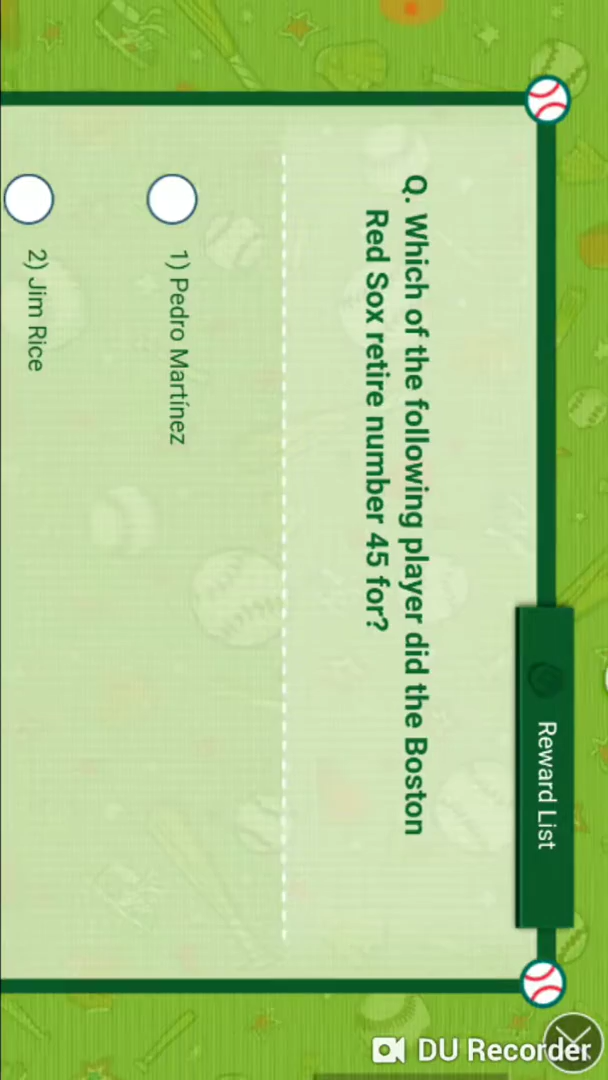 Reward List
Q. Which of the following player did the Boston
Red Sox retire number 45 for?
1) Pedro Martínez
2) Jim Rice
DU Recorder